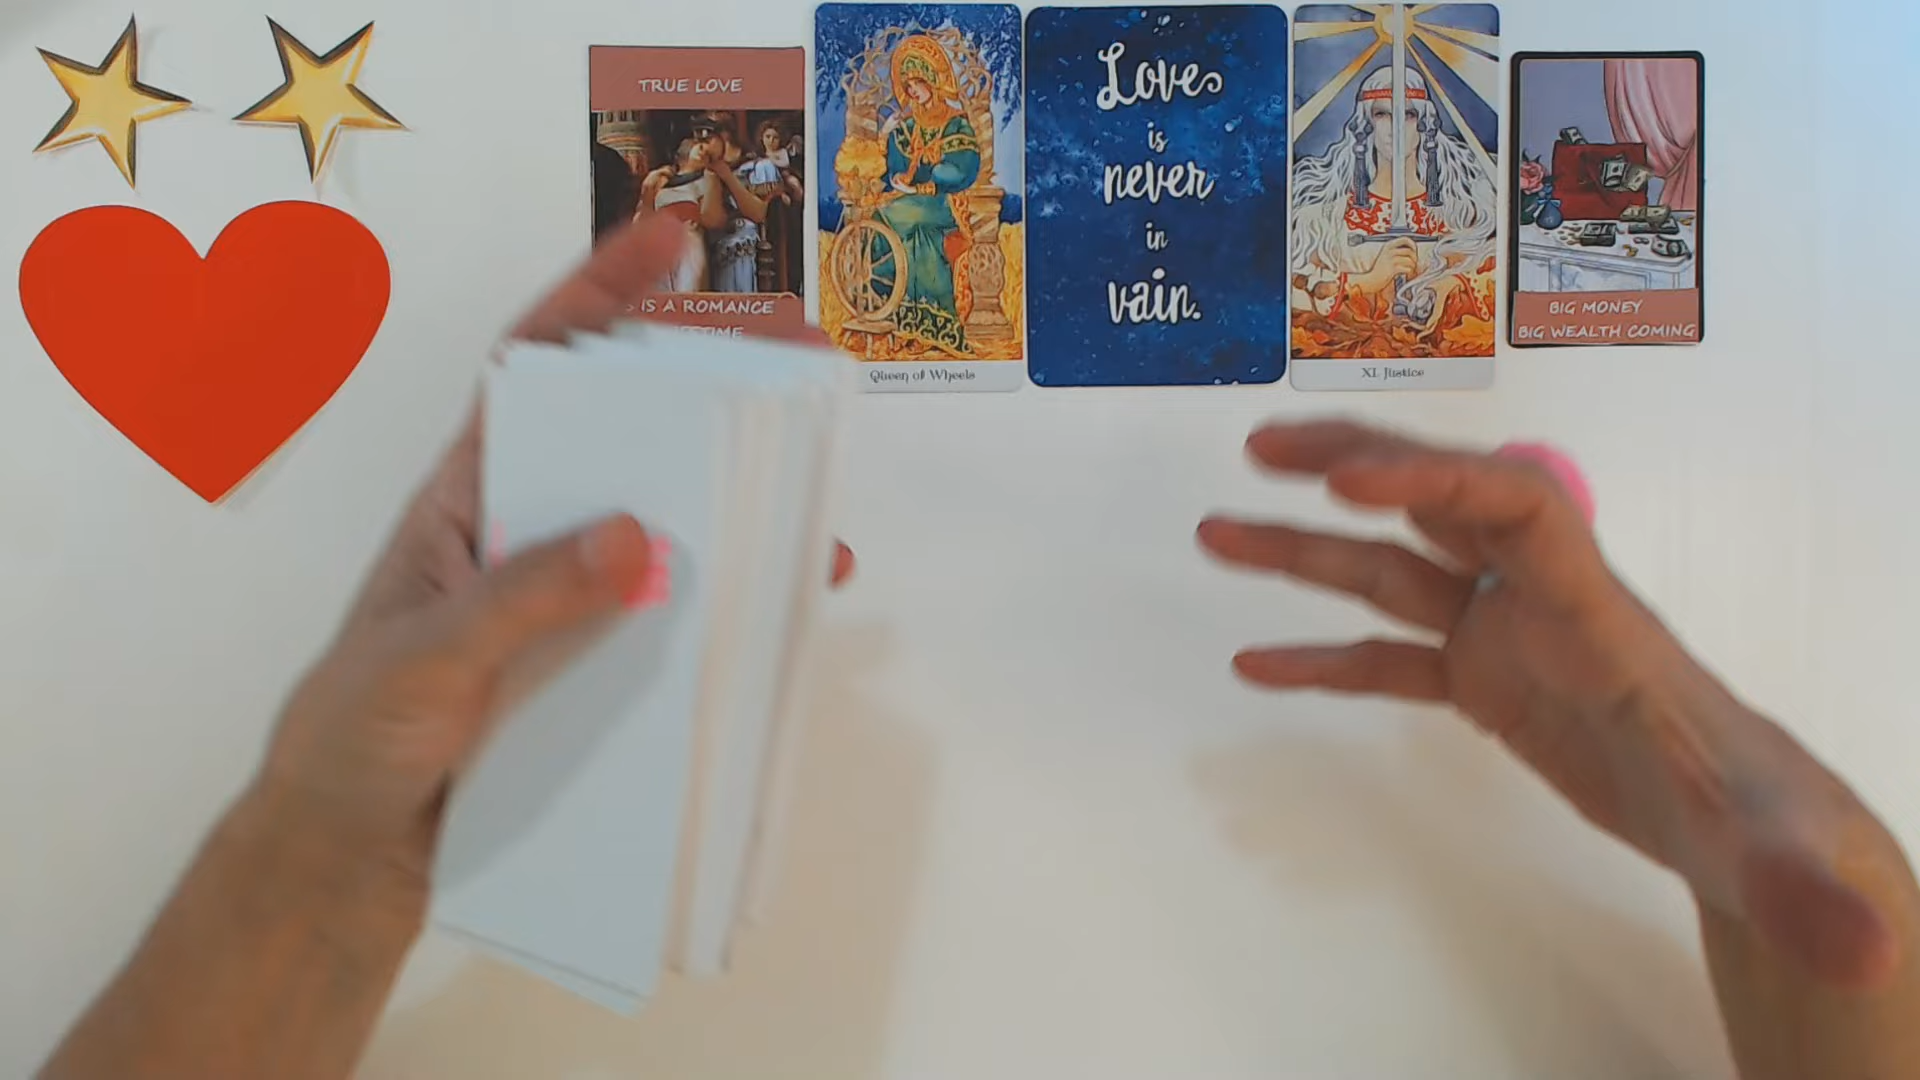 TRUE LOVE
IS A ROMANCE
Queen of Wheels
Love
is
never
in
vain.
XI. Justice
BIG MONEY
BIG WEALTH COMING